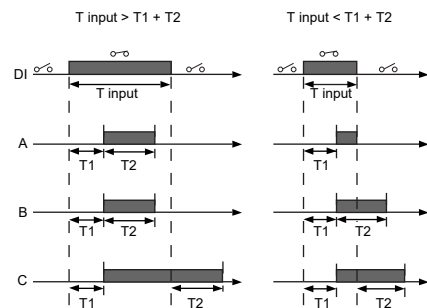 T input > T1 + T2
T input < T1 + T2
DI
T input
T input
A
T1
T2
T1
B
T1
T2
T1
T2
C
T1
T2
T1
T2